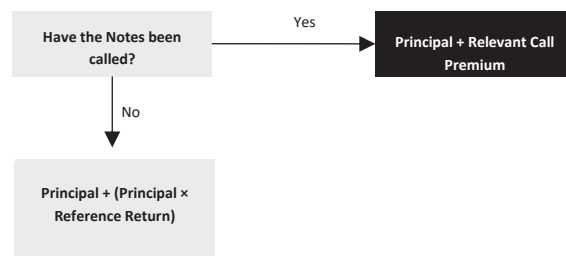 Have the Notes been
called?
Yes
Principal + Relevant Call
Premium
No
Principal + (Principal ×
Reference Return)